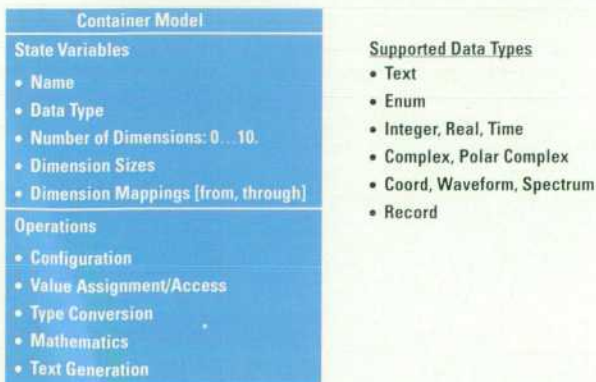 Container Model
State Variables
• Name
• Data Type
• Number of Dimensions: 0...10.
• Dimension Sizes
• Dimension Mappings [from, through]
Operations
• Configuration
• Value Assignment/Access
• Type Conversion
• Mathematics
• Text Generation
Supported Data Types
• Text
• Enum
• Integer, Real, Time
• Complex, Polar Complex
• Coord, Waveform, Spectrum
• Record